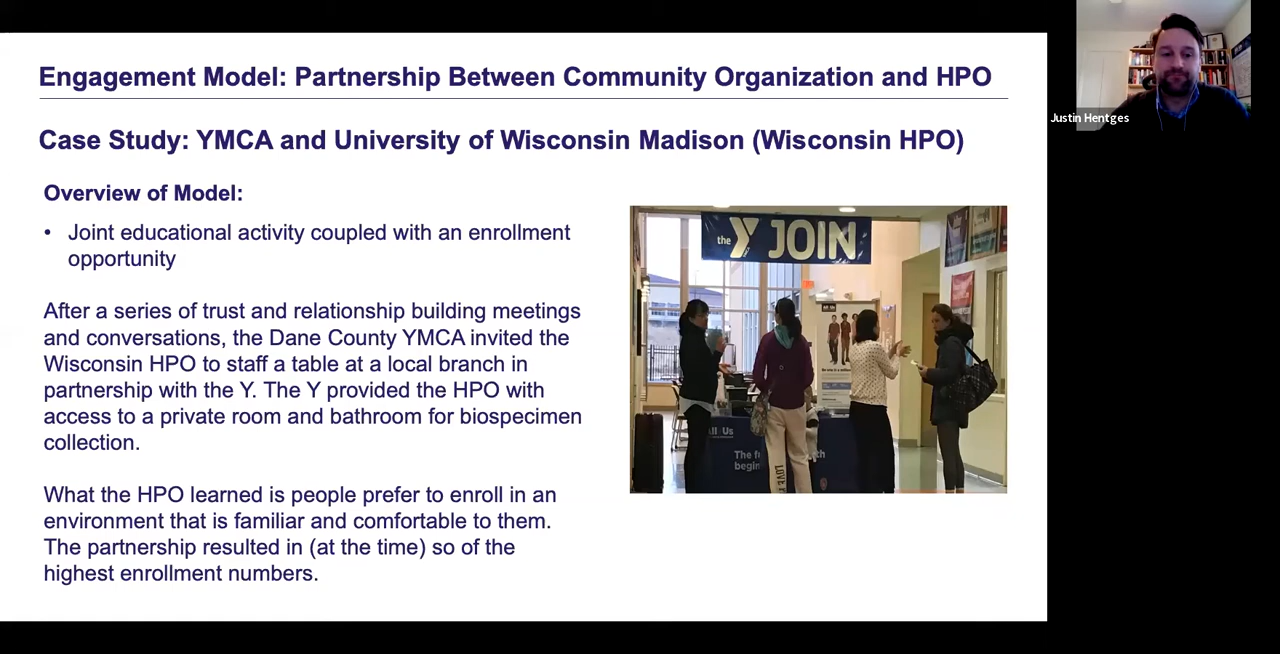 Engagement Model: Partnership Between Community Organization and HPO
Case Study: YMCA and University of Wisconsin Madison (Wisconsin HPO)
Overview of Model:
• Joint educational activity coupled with an enrollment
opportunity
After a series of trust and relationship building meetings
and conversations, the Dane County YMCA invited the
Wisconsin HPO to staff a table at a local branch in
partnership with the Y. The Y provided the HPO with
access to a private room and bathroom for biospecimen
collection.
What the HPO learned is people prefer to enroll in an
environment that is familiar and comfortable to them.
The partnership resulted in (at the time) so of the
highest enrollment numbers.
the Y JOIN
All Us
The
begin
LOVE
Justin Hentges